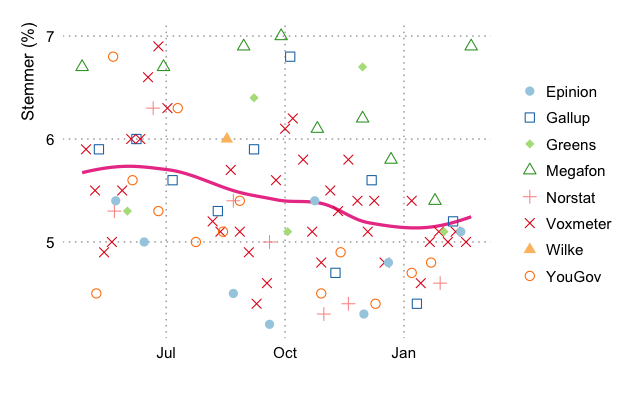 Stemmer (%)
7
6
5
Jul
Oct
Jan
Epinion
Gallup
Greens
Megafon
Norstat
Voxmeter
Wilke
YouGov